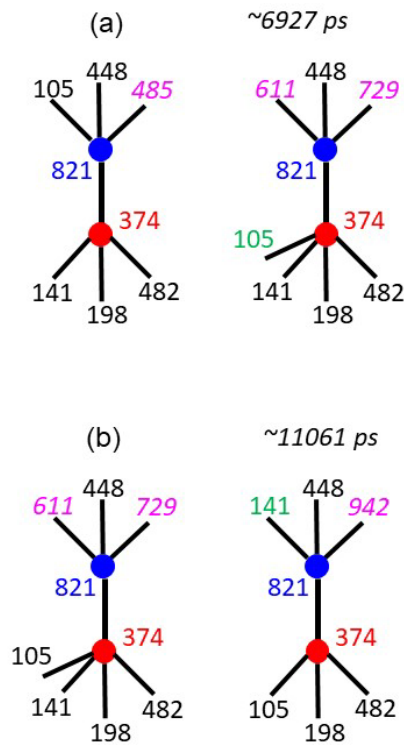 (a) ~6927 ps
105 448 485 611 448 729
821 821
374 374
105
141 198 482 141 198 482
(b) ~11061 ps
611 448 729 141 448 942
821 821
374 374
105
141 198 482 105 198 482